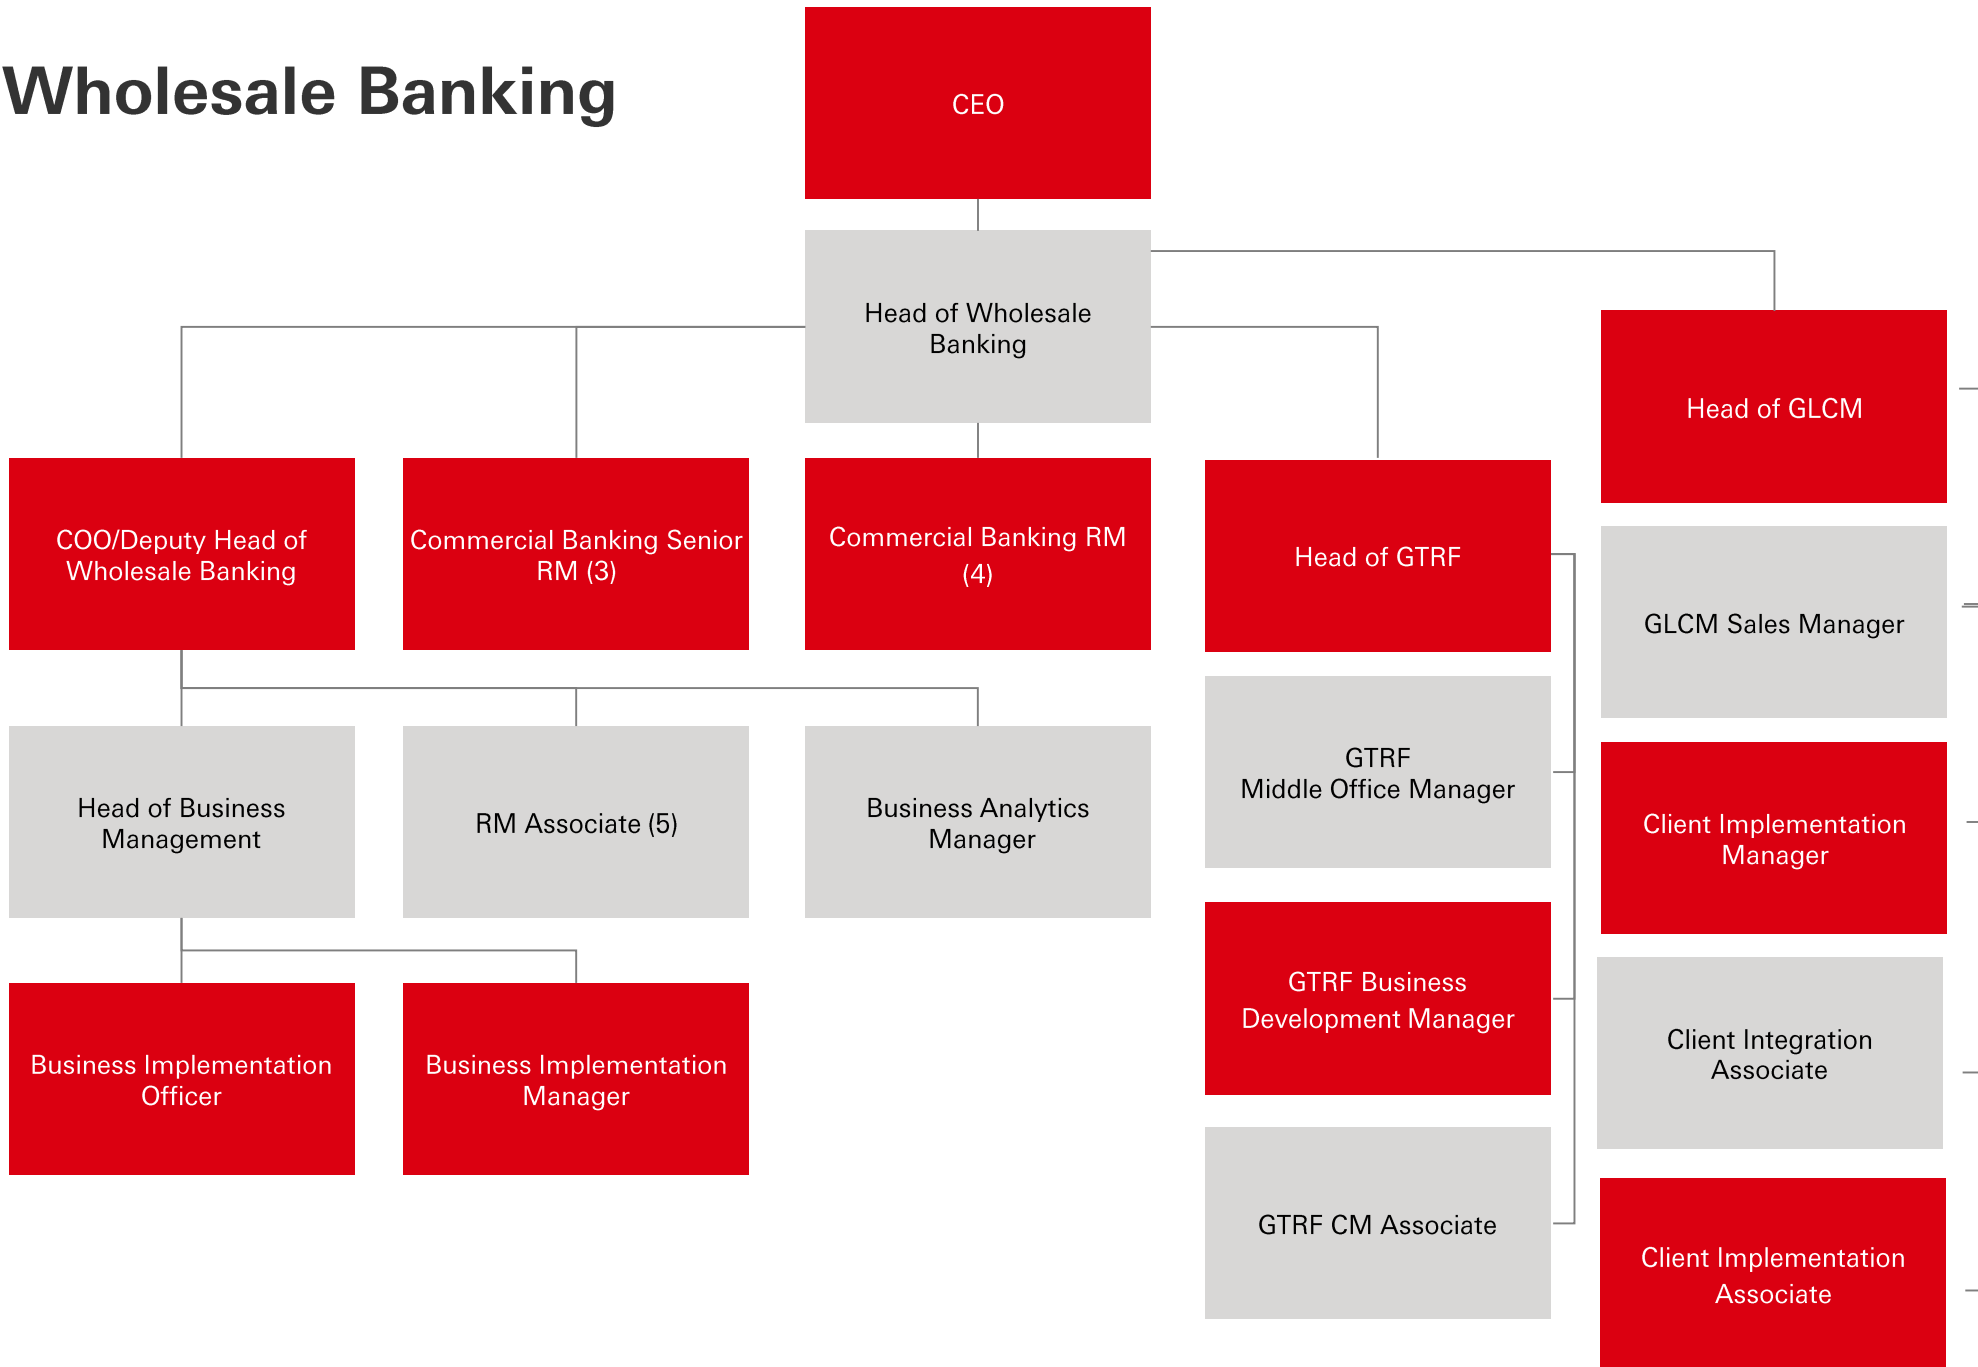 Wholesale Banking
CEO
Head of Wholesale
Banking
Head of GLCM
COO/Deputy Head of
Wholesale Banking
Commercial Banking Senior
RM (3)
Commercial Banking RM
(4)
Head of GTRF
GLCM Sales Manager
Head of Business
Management
RM Associate (5)
Business Analytics
Manager
GTRF
Middle Office Manager
Client Implementation
Manager
Business Implementation
Officer
Business Implementation
Manager
GTRF Business
Development Manager
Client Integration
Associate
GTRF CM Associate
Client Implementation
Associate